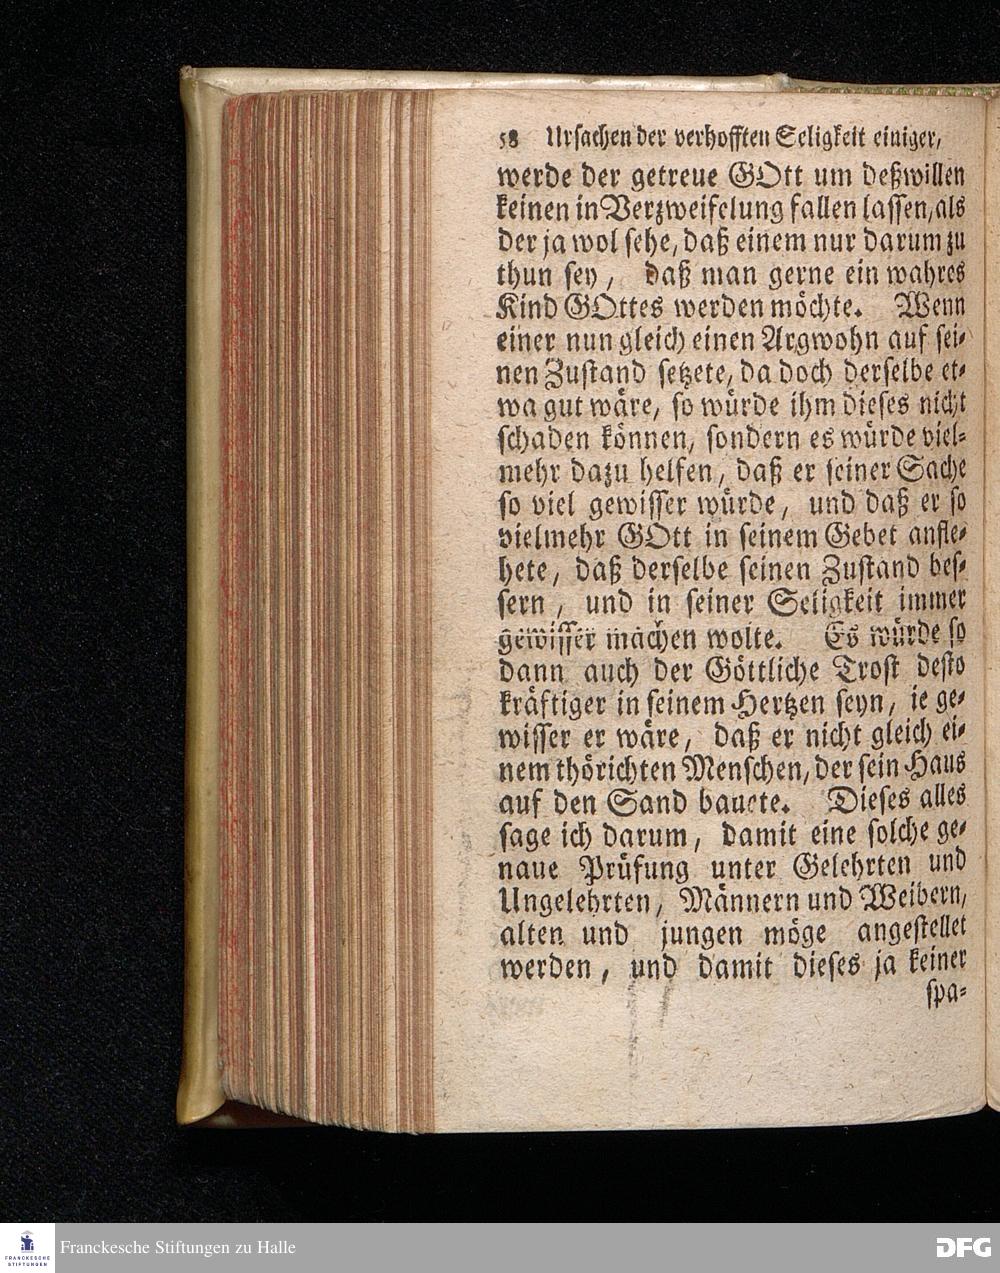 58 Ursachen der verhofften Seligkeit einiger,
werde der getreue GOtt um deßwillen
keinen in Verzweifelung fallen lassen, als
der ja wol sehe, daß einem nur darum zu
thun sey, daß man gerne ein wahres
Kind GOttes werden möchte. Wenn
einer nun gleich einen Argwohn auf sei-
nen Zustand setzete, da doch derselbe et-
wa gut wäre, so würde ihm dieses nicht
schaden können, sondern es würde viel-
mehr dazu helfen, daß er seiner Sache
so viel gewisser würde, und daß er so
vielmehr GOtt in seinem Gebet anfle-
hete, daß derselbe seinen Zustand bes-
sern, und in seiner Seligkeit immer
gewisser machen wolte. Es würde so
dann auch der Göttliche Trost desto
kräftiger in seinem Hertzen seyn, ie ge-
wisser er wäre, daß er nicht gleich ei-
nem thörichten Menschen, der sein Haus
auf den Sand bauete. Dieses alles
sage ich darum, damit eine solche ge-
naue Prüfung unter Gelehrten und
Ungelehrten, Männern und Weibern,
alten und jungen möge angestellet
werden, und damit dieses ja keiner
spa-
FRANCKESCHE
STIFTUNGEN
Franckesche Stiftungen zu Halle
DFG